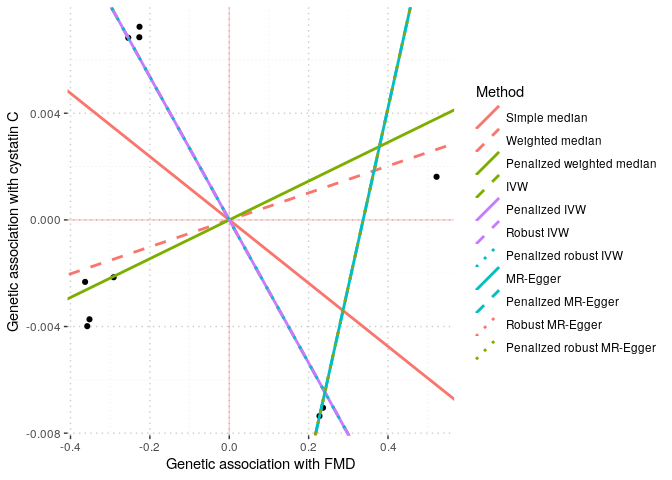 Genetic association with cystatin C
0.004
0.000
-0.004
-0.008
-0.4
-0.2
0.0
0.2
0.4
Genetic association with FMD
Method
Simple median
Weighted median
Penalized weighted median
IVW
Penalized IVW
Robust IVW
Penalized robust IVW
MR-Egger
Penalized MR-Egger
Robust MR-Egger
Penalized robust MR-Egger